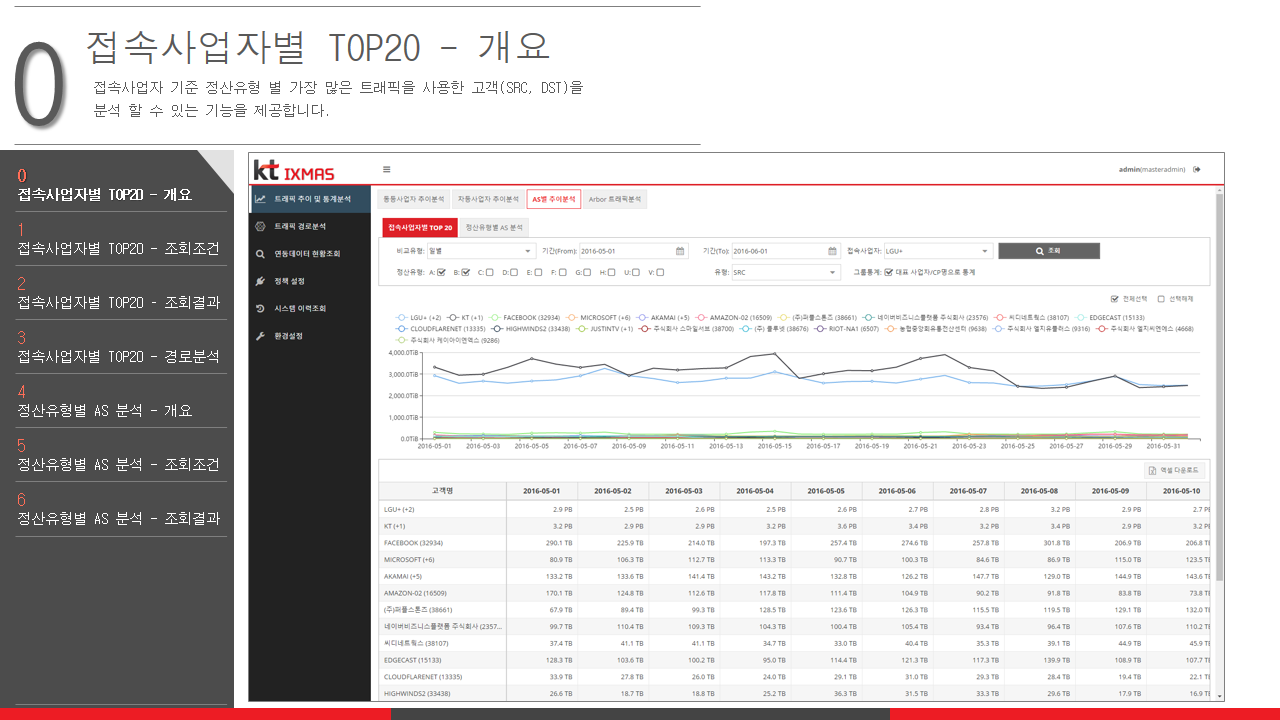 0
접속사업자별 TOP20 - 개요
접속사업자 기준 정산유형 별 가장 많은 트래픽을 사용한 고객(SRC, DST)을
분석 할 수 있는 기능을 제공합니다.
0
접속사업자별 TOP20 - 개요
1
접속사업자별 TOP20 - 조회조건
2
접속사업자별 TOP20 - 조회결과
3
접속사업자별 TOP20 - 경로분석
4
정산유형별 AS 분석 - 개요
5
정산유형별 AS 분석 - 조회조건
6
정산유형별 AS 분석 - 조회결과
kt IXMAS
admin(masteradmin)
트래픽 추이 및 통계분석
트래픽 경로분석
연동데이터 현황조회
정책 설정
시스템 이력조회
환경설정
동등사업자 추이분석 차등사업자 추이분석 AS별 추이분석 Arbor 트래픽분석
접속사업자별 TOP 20 정산유형별 AS 분석
비교유형: 일별 기간(From): 2016-05-01 기간(To): 2016-06-01 접속사업자: LGU+ 조회
정산유형: A: B: C: D: E: F: G: H: U: V: 유형: SRC 그룹통계: 대표 사업자/CP명으로 통계
전체선택 선택해제
LGU+ (+2) KT (+1) FACEBOOK (32934) MICROSOFT (+6) AKAMAI (+5) AMAZON-02 (16509) (주)퍼플스톤즈 (38661) 네이버비즈니스플랫폼 주식회사 (23576) 씨디네트웍스 (38107) EDGECAST (15133)
CLOUDFLARENET (13335) HIGHWINDS2 (33438) JUSTINTV (+1) 주식회사 스마일서브 (38700) (주) 클루넷 (38676) RIOT-NA1 (6507) 농협중앙회유통전산센터 (9638) 주식회사 엘지유플러스 (9316) 주식회사 엘지씨엔에스 (4668)
주식회사 케이아이엔엑스 (9286)
4,000.0TiB
3,000.0TiB
2,000.0TiB
1,000.0TiB
0.0TiB
2016-05-01 2016-05-03 2016-05-05 2016-05-07 2016-05-09 2016-05-11 2016-05-13 2016-05-15 2016-05-17 2016-05-19 2016-05-21 2016-05-23 2016-05-25 2016-05-27 2016-05-29 2016-05-31
엑셀 다운로드
고객명 2016-05-01 2016-05-02 2016-05-03 2016-05-04 2016-05-05 2016-05-06 2016-05-07 2016-05-08 2016-05-09 2016-05-10
LGU+ (+2) 2.9 PB 2.5 PB 2.6 PB 2.5 PB 2.6 PB 2.7 PB 2.8 PB 3.2 PB 2.9 PB 2.7 PB
KT (+1) 3.2 PB 2.9 PB 2.9 PB 3.2 PB 3.6 PB 3.4 PB 3.2 PB 3.4 PB 2.9 PB 3.2 PB
FACEBOOK (32934) 290.1 TB 225.9 TB 214.0 TB 197.3 TB 257.4 TB 274.6 TB 257.8 TB 301.8 TB 206.9 TB 206.8 TB
MICROSOFT (+6) 80.9 TB 106.3 TB 112.7 TB 113.3 TB 90.7 TB 100.3 TB 84.6 TB 86.9 TB 115.0 TB 123.5 TB
AKAMAI (+5) 133.2 TB 133.6 TB 141.4 TB 143.2 TB 132.8 TB 126.2 TB 147.7 TB 129.0 TB 144.9 TB 143.6 TB
AMAZON-02 (16509) 170.1 TB 124.8 TB 112.6 TB 117.8 TB 111.4 TB 104.9 TB 90.2 TB 91.8 TB 83.8 TB 73.8 TB
(주)퍼플스톤즈 (38661) 67.9 TB 89.4 TB 99.3 TB 128.5 TB 123.6 TB 126.3 TB 115.5 TB 119.5 TB 129.1 TB 132.0 TB
네이버비즈니스플랫폼 주식회사 (2357... 99.7 TB 110.4 TB 109.3 TB 104.3 TB 100.4 TB 105.4 TB 93.4 TB 96.4 TB 107.6 TB 110.2 TB
씨디네트웍스 (38107) 37.4 TB 41.1 TB 41.1 TB 34.7 TB 33.0 TB 40.4 TB 35.3 TB 39.1 TB 44.9 TB 45.9 TB
EDGECAST (15133) 128.3 TB 103.6 TB 100.2 TB 95.0 TB 114.4 TB 121.3 TB 117.3 TB 139.9 TB 108.9 TB 107.7 TB
CLOUDFLARENET (13335) 33.9 TB 27.8 TB 26.0 TB 24.0 TB 29.1 TB 31.0 TB 29.3 TB 28.4 TB 19.4 TB 22.1 TB
HIGHWINDS2 (33438) 26.6 TB 18.7 TB 18.8 TB 25.2 TB 36.3 TB 31.5 TB 33.3 TB 29.6 TB 17.9 TB 16.9 TB